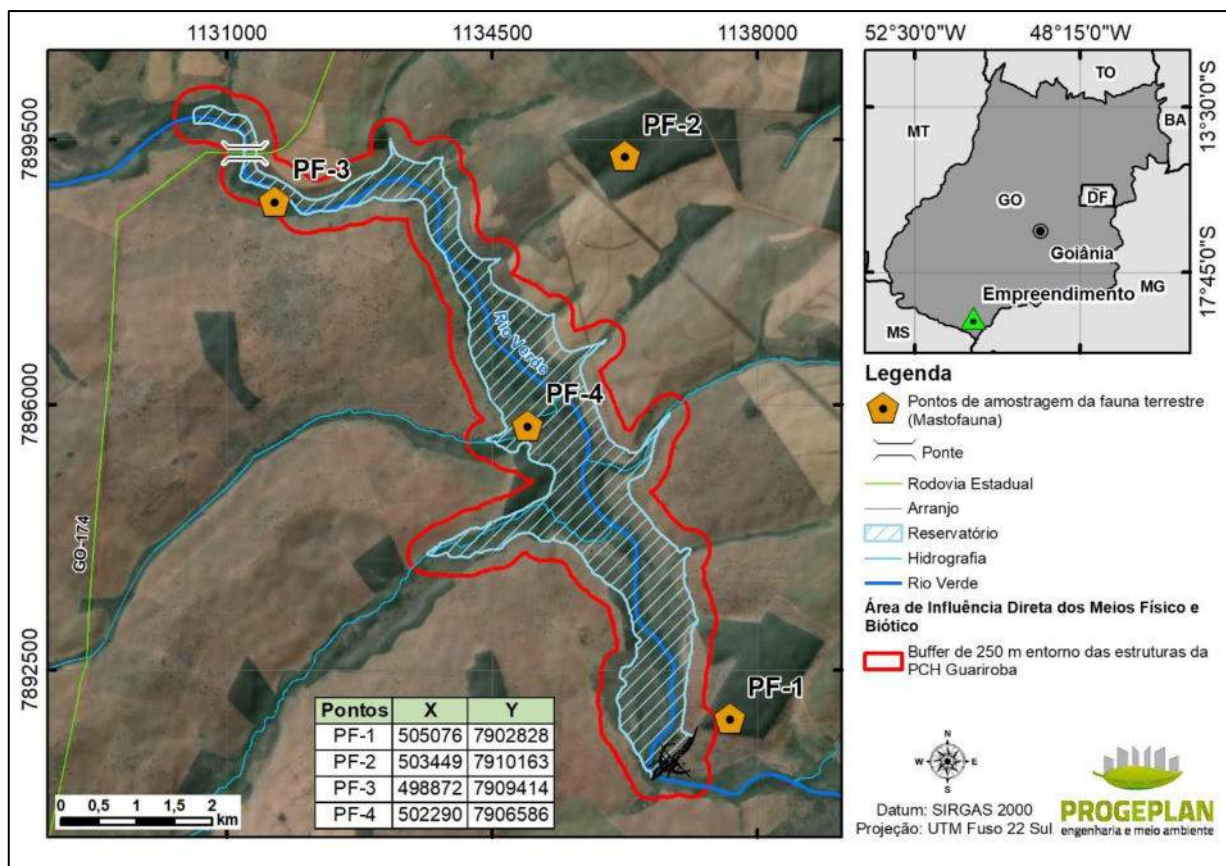 1131000
1134500
1138000
7899500
7896000
7892500
PF-2
PF-3
Rio Verde
PF-4
GO-174
PF-1
Pontos X Y
PF-1 505076 7902828
PF-2 503449 7910163
PF-3 498872 7909414
PF-4 502290 7906586
0 0,5 1 1,5 2
km
52°30'0"W 48°15'0"W
13°30'0"S
17°45'0"S
TO
MT
BA
GO
DF
Goiânia
Empreendimento
MG
MS
Legenda
Pontos de amostragem da fauna terrestre
(Mastofauna)
Ponte
Rodovia Estadual
Arranjo
Reservatório
Hidrografia
Rio Verde
Área de Influência Direta dos Meios Físico e
Biótico
Buffer de 250 m entorno das estruturas da
PCH Guariroba
N
W E
S
Datum: SIRGAS 2000
Projeção: UTM Fuso 22 Sul
PROGEPLAN
engenharia e meio ambiente